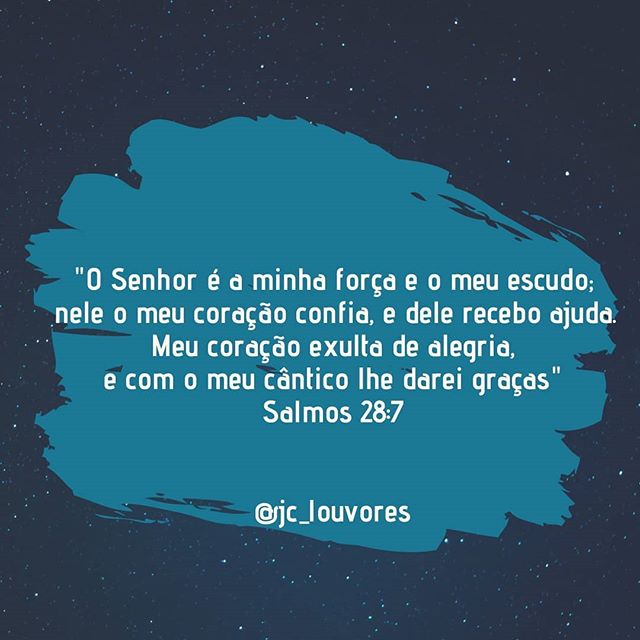 "O Senhor é a minha força e o meu escudo;
nele o meu coração confia, e dele recebo ajuda.
Meu coração exulta de alegria,
e com o meu cântico lhe darei graças"
Salmos 28:7
@jc_louvores